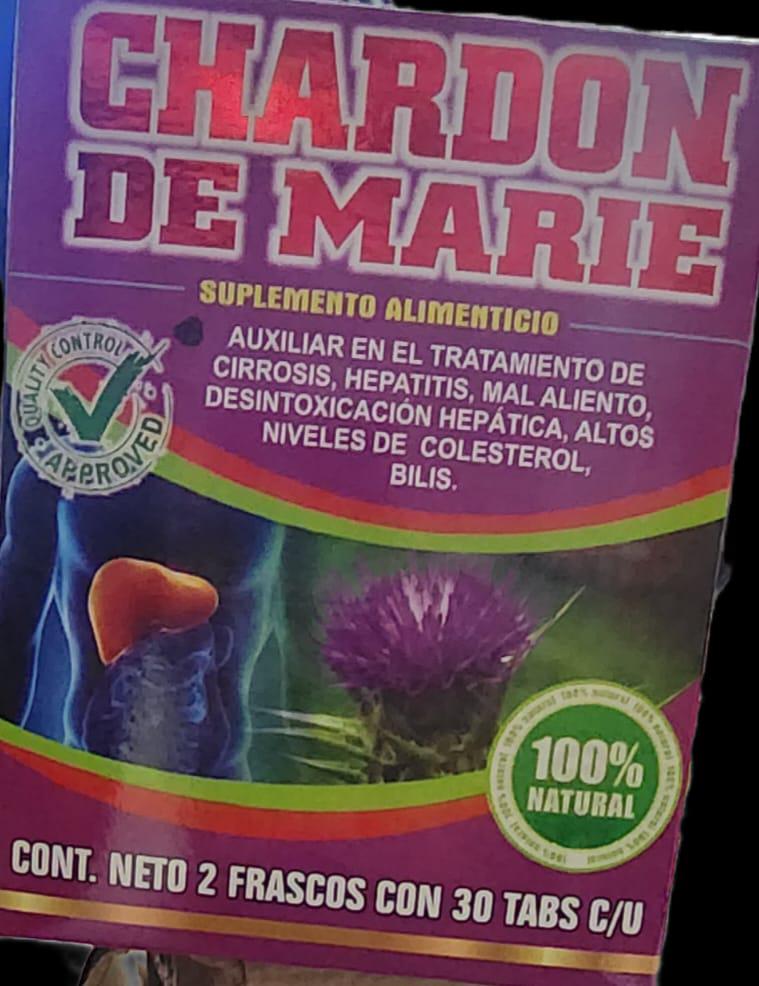 CHARDON
DE MARIE
SUPLEMENTO ALIMENTICIO
AUXILIAR EN EL TRATAMIENTO DE
CIRROSIS, HEPATITIS, MAL ALIENTO,
DESINTOXICACIÓN HEPÁTICA, ALTOS
NIVELES DE COLESTEROL,
BILIS.
QUALITY CONTROL
APPROVED
100%
NATURAL
CONT. NETO 2 FRASCOS CON 30 TABS C/U